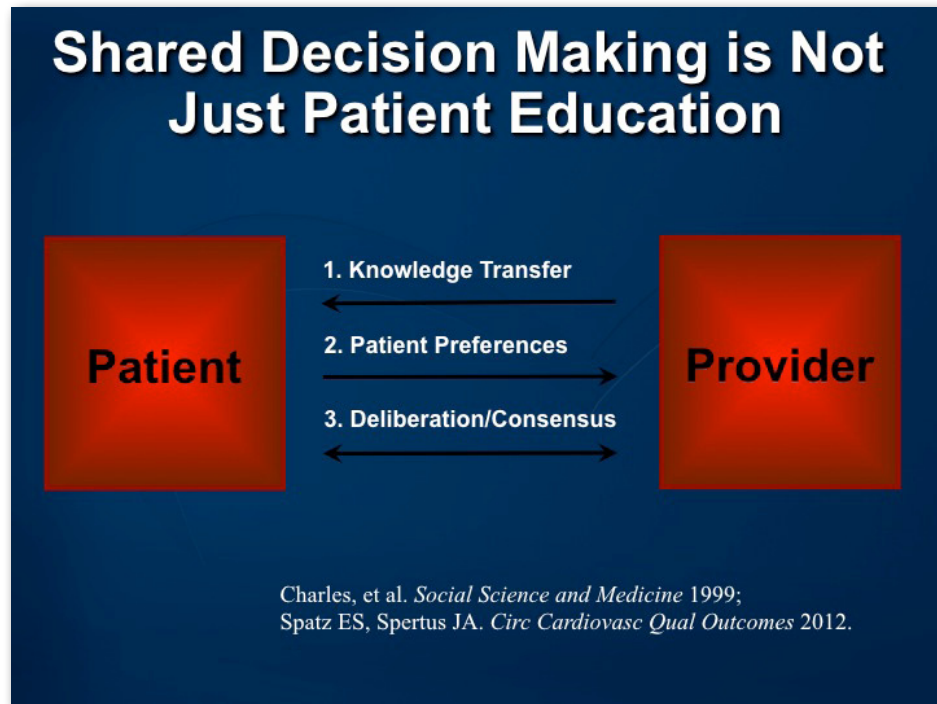 Shared Decision Making is Not
Just Patient Education
1. Knowledge Transfer
Patient
2. Patient Preferences
Provider
3. Deliberation/Consensus
Charles, et al. Social Science and Medicine 1999;
Spatz ES, Spertus JA. Circ Cardiovasc Qual Outcomes 2012.